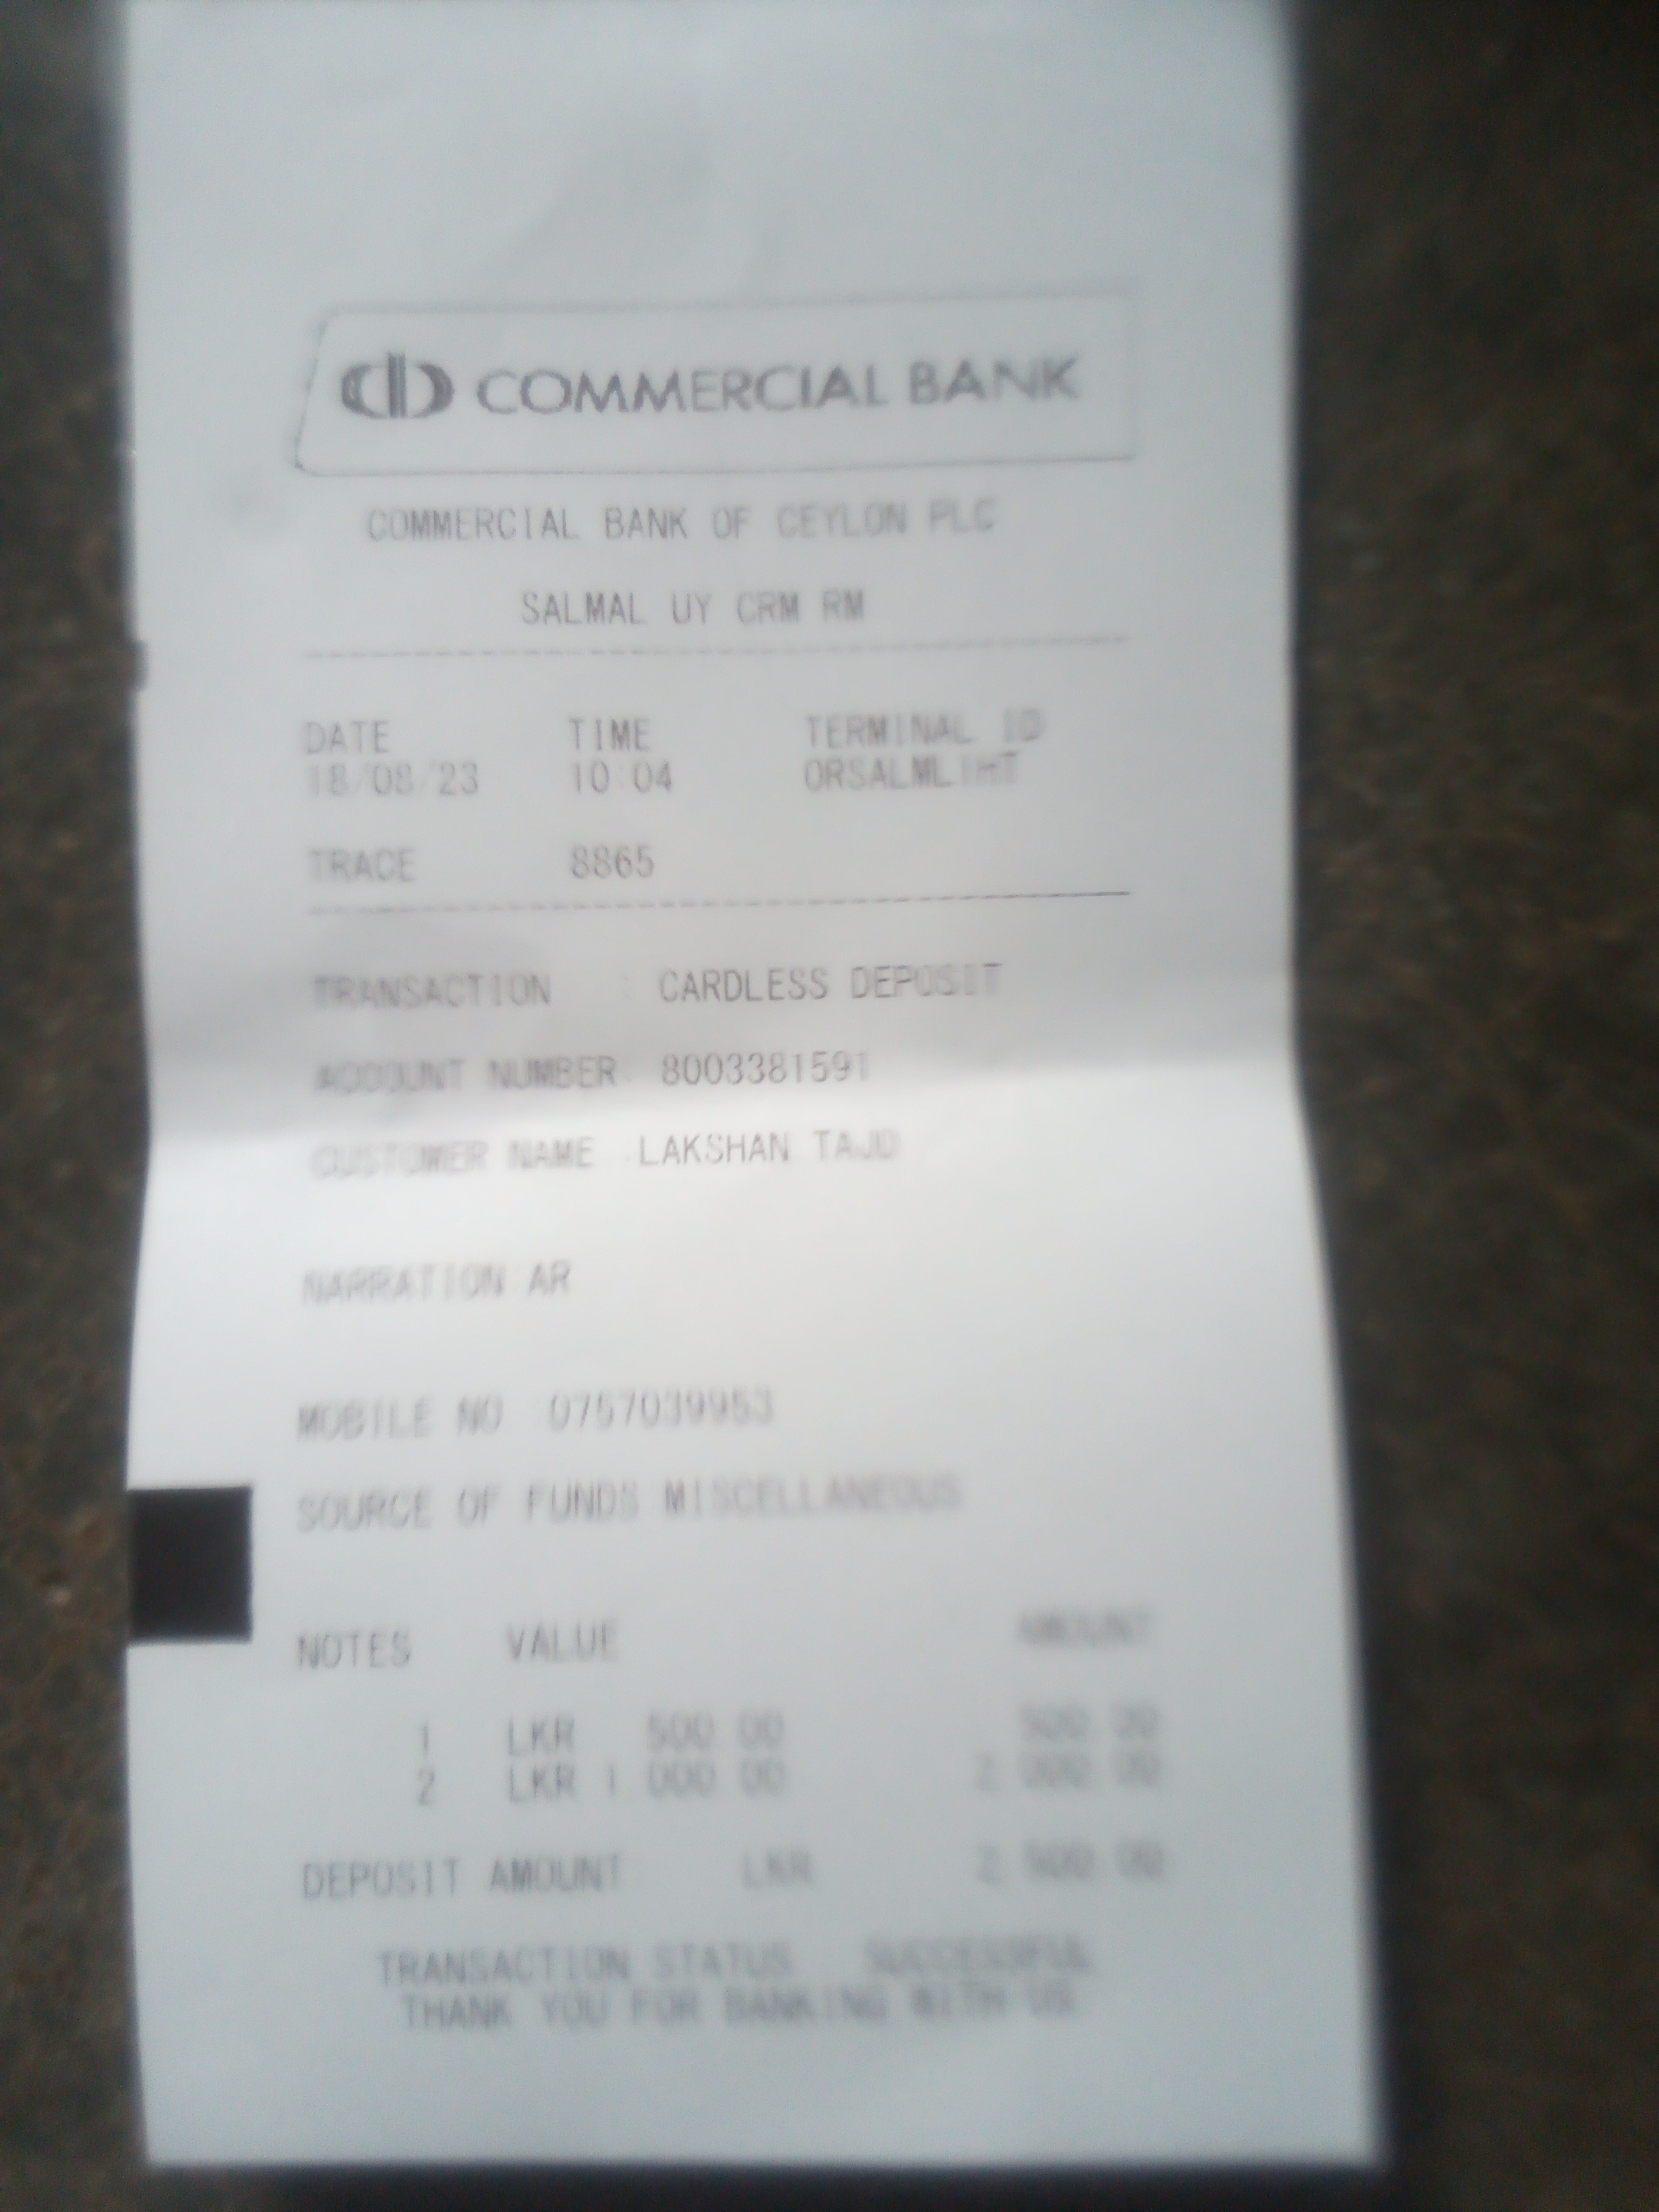 COMMERCIAL BANK
COMMERCIAL BANK OF CEYLON PLC
SALMAL UY CRM RM
DATE TIME TERMINAL ID
18/08/23 10:04
TRACE 8865
TRANSACTION : CARDLESS DEPOSIT
ACCOUNT NUMBER: 8003381591
CUSTOMER NAME : LAKSHAN TAJD
NARRATION AR
MOBILE NO 0757039953
SOURCE OF FUNDS MISCELLANEOUS
NOTES VALUE AMOUNT
1 LKR 500.00 500.00
2 LKR 1,000.00 2,000.00
DEPOSIT AMOUNT LKR 2,500.00
TRANSACTION STATUS SUCCESSFUL
THANK YOU FOR BANKING WITH US